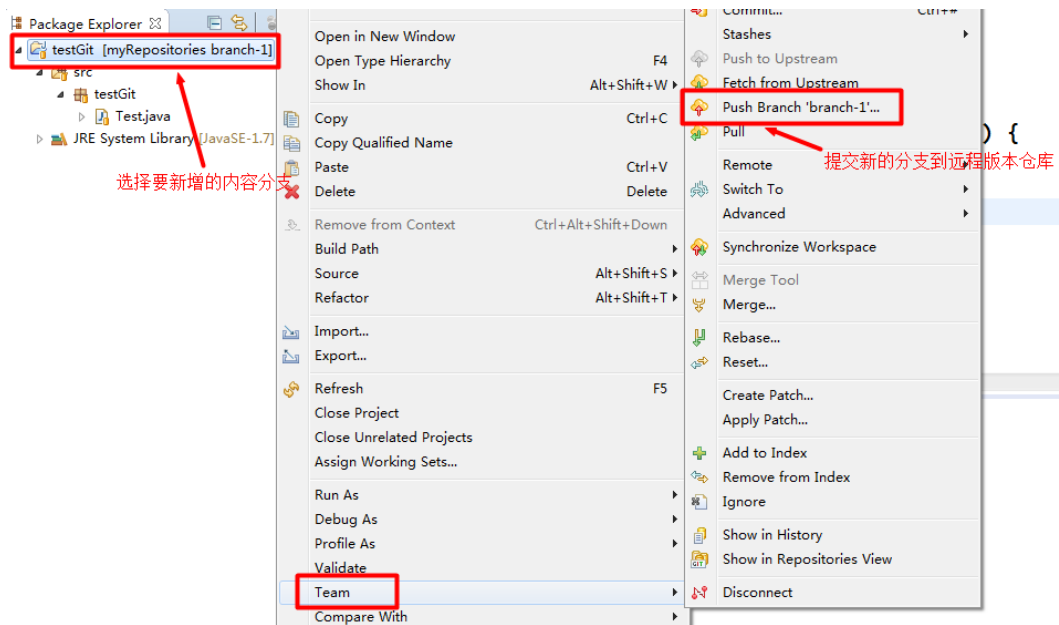 Package Explorer
testGit [myRepositories branch-1]
src
testGit
Test.java
JRE System Library [JavaSE-1.7]
选择要新增的内容分支
Open in New Window
Open Type Hierarchy F4
Show In Alt+Shift+W
Copy Ctrl+C
Copy Qualified Name
Paste Ctrl+V
Delete Delete
Remove from Context Ctrl+Alt+Shift+Down
Build Path
Source Alt+Shift+S
Refactor Alt+Shift+T
Import...
Export...
Refresh F5
Close Project
Close Unrelated Projects
Assign Working Sets...
Run As
Debug As
Profile As
Validate
Team
Compare With
Commit... Ctrl+#
Stashes
Push to Upstream
Fetch from Upstream
Push Branch 'branch-1'...
Pull
Remote
Switch To
Advanced
Synchronize Workspace
Merge Tool
Merge...
Rebase...
Reset...
Create Patch...
Apply Patch...
Add to Index
Remove from Index
Ignore
Show in History
Show in Repositories View
Disconnect
) {
提交新的分支到远程版本仓库